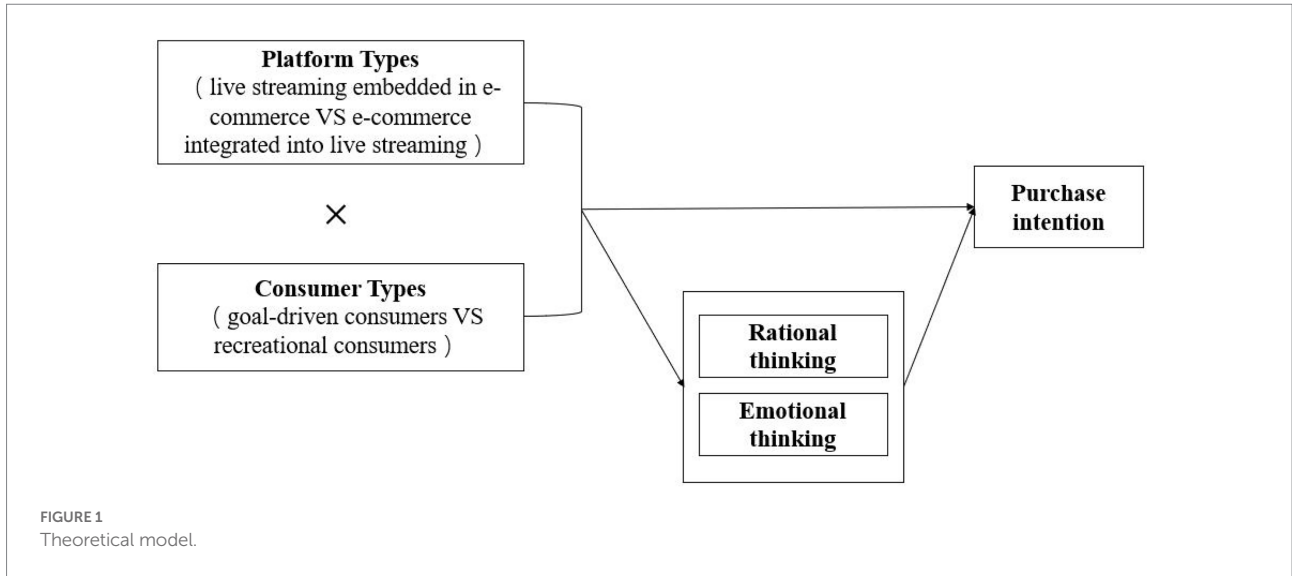 Platform Types
( live streaming embedded in e-
commerce VS e-commerce
integrated into live streaming )
×
Consumer Types
( goal-driven consumers VS
recreational consumers )
Purchase
intention
Rational
thinking
Emotional
thinking
FIGURE 1
Theoretical model.